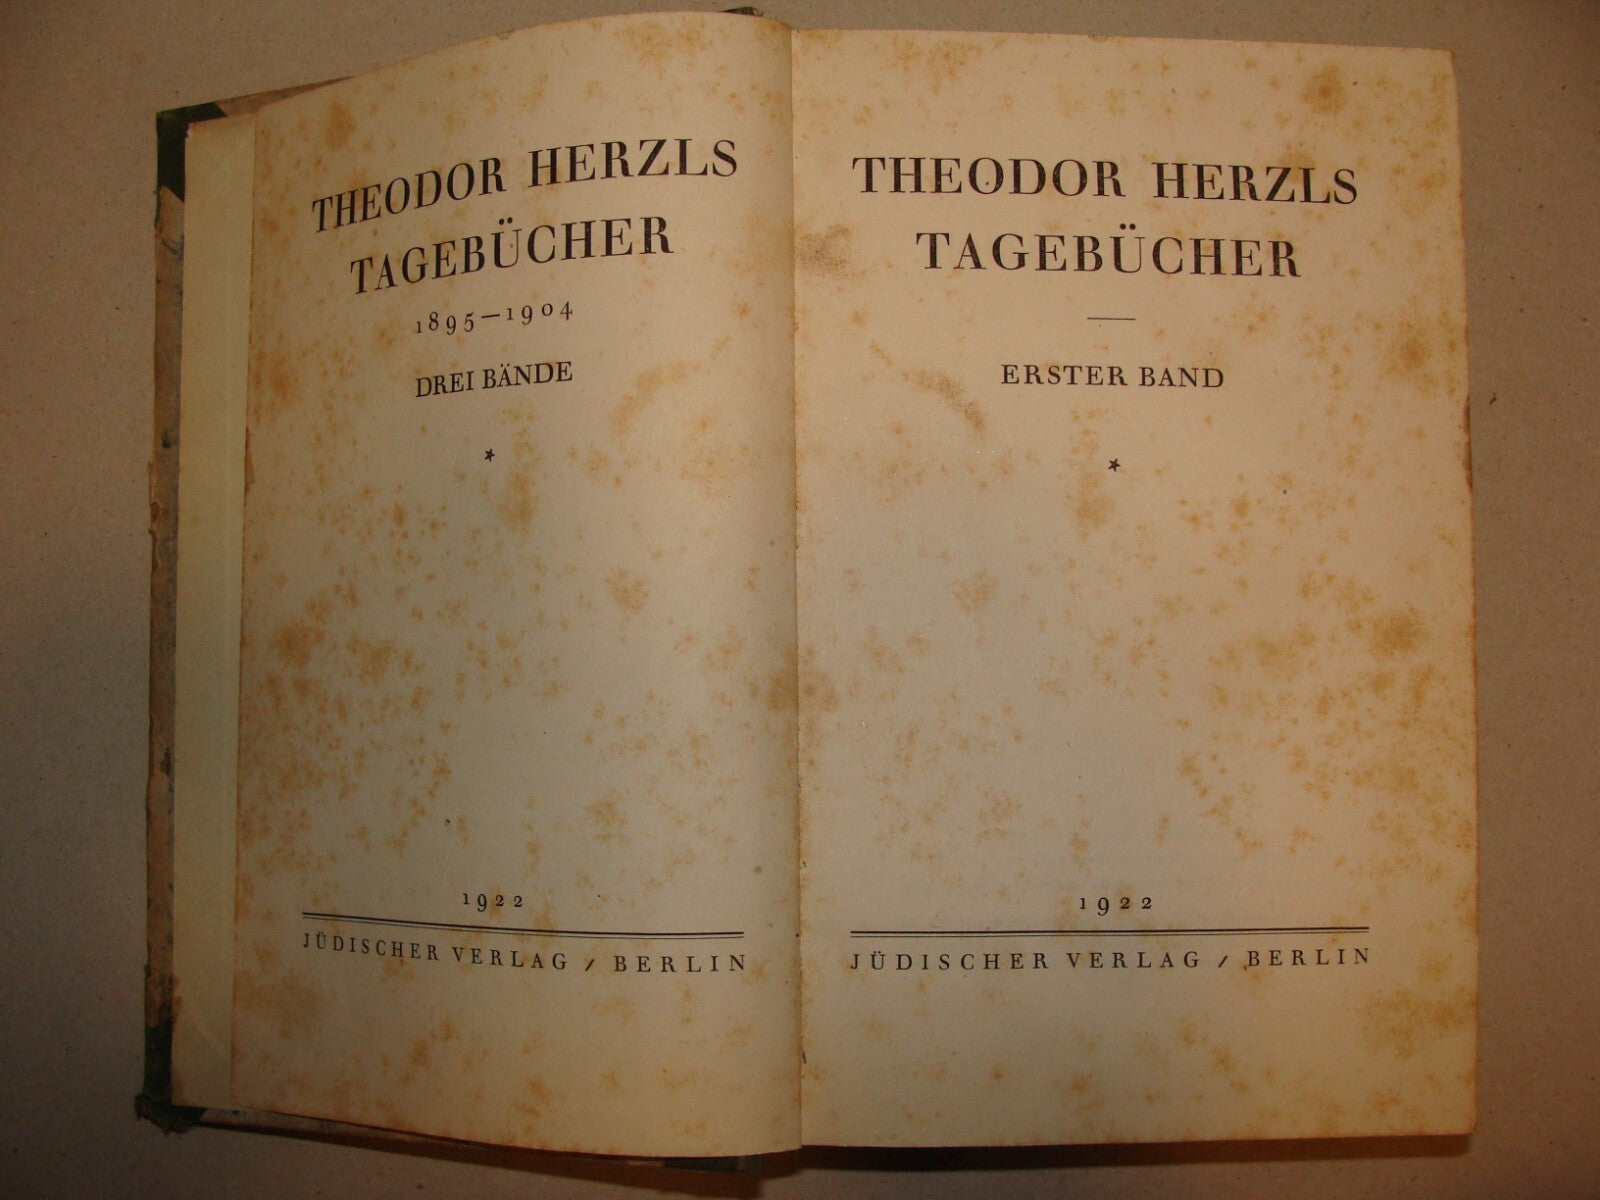 THEODOR HERZLS
TAGEBÜCHER
1895—1904
DREI BÄNDE
*
1922
JÜDISCHER VERLAG / BERLIN
THEODOR HERZLS
TAGEBÜCHER
ERSTER BAND
*
1922
JÜDISCHER VERLAG / BERLIN